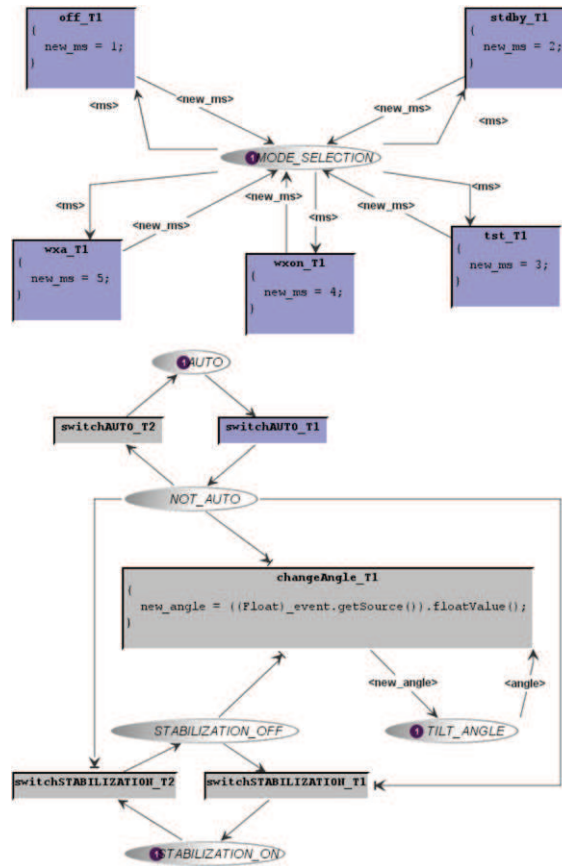 off_T1
{
new_ms = 1;
}
stdby_T1
{
new_ms = 2;
}
<new_ms>
<new_ms>
<ms>
<ms>
1 MODE_SELECTION
<ms>
<new_ms>
<new_ms>
<ms>
<new_ms>
<ms>
wxa_T1
{
new_ms = 5;
}
wxon_T1
{
new_ms = 4;
}
tst_T1
{
new_ms = 3;
}
1 AUTO
switchAUTO_T2
switchAUTO_T1
NOT_AUTO
changeAngle_T1
{
new_angle = ((Float)_event.getSource()).floatValue();
}
<new_angle>
<angle>
STABILIZATION_OFF
1 TILT_ANGLE
switchSTABILIZATION_T2
switchSTABILIZATION_T1
1 STABILIZATION_ON